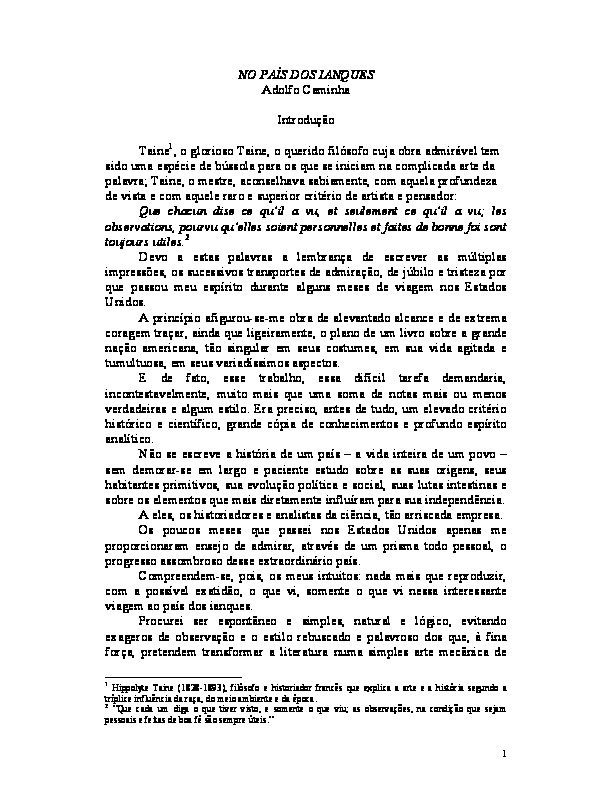 NO PAÍS DOS IANQUES
Adolfo Caminha
Introdução
Taine1, o glorioso Taine, o querido filósofo cuja obra admirável tem
sido uma espécie de bússola para os que se iniciam na complicada arte da
palavra; Taine, o mestre, aconselhava sabiamente, com aquela profundeza
de vista e com aquele raro e superior critério de artista e pensador:
Que chacun dise ce qu'il a vu, et seulement ce qu'il a vu; les
observations, pourvu qu'elles soient personnelles et faites de bonne foi sont
toujours utiles.2
Devo a estas palavras a lembrança de escrever as múltiplas
impressões, os sucessivos transportes de admiração, de júbilo e tristeza por
que passou meu espírito durante alguns meses de viagem nos Estados
Unidos.
A princípio afigurou-se-me obra de alevantado alcance e de extrema
coragem traçar, ainda que ligeiramente, o plano de um livro sobre a grande
nação americana, tão singular em seus costumes, em sua vida agitada e
tumultuosa, em seus variadíssimos aspectos.
E de fato, esse trabalho, essa difícil tarefa demandaria,
incontestavelmente, muito mais que uma soma de notas mais ou menos
verdadeiras e algum estilo. Era preciso, antes de tudo, um elevado critério
histórico e científico, grande cópia de conhecimentos e profundo espírito
analítico.
Não se escreve a história de um país – a vida inteira de um povo –
sem demorar-se em largo e paciente estudo sobre as suas origens, seus
habitantes primitivos, sua evolução política e social, suas lutas intestinas e
sobre os elementos que mais diretamente influíram para sua independência.
A eles, os historiadores e analistas da ciência, tão arriscada empresa.
Os poucos meses que passei nos Estados Unidos apenas me
proporcionaram ensejo de admirar, através de um prisma todo pessoal, o
progresso assombroso desse extraordinário país.
Compreendem-se, pois, os meus intuitos: nada mais que reproduzir,
com a possível exatidão, o que vi, somente o que vi nessa interessante
viagem ao país dos ianques.
Procurei ser espontâneo e simples, natural e lógico, evitando
exageros de observação e o estilo rebuscado e palavroso dos que, à fina
força, pretendem transformar a literatura numa simples arte mecânica de
1 Hippolyte Taine (1828-1893), filósofo e historiador francês que explica a arte e a história segundo a
tríplice influência da raça, do meio ambiente e da época.
2 "Que cada um diga o que tiver visto, e somente o que viu; as observações, na condição que sejam
pessoais e feitas de boa fé são sempre úteis."
1